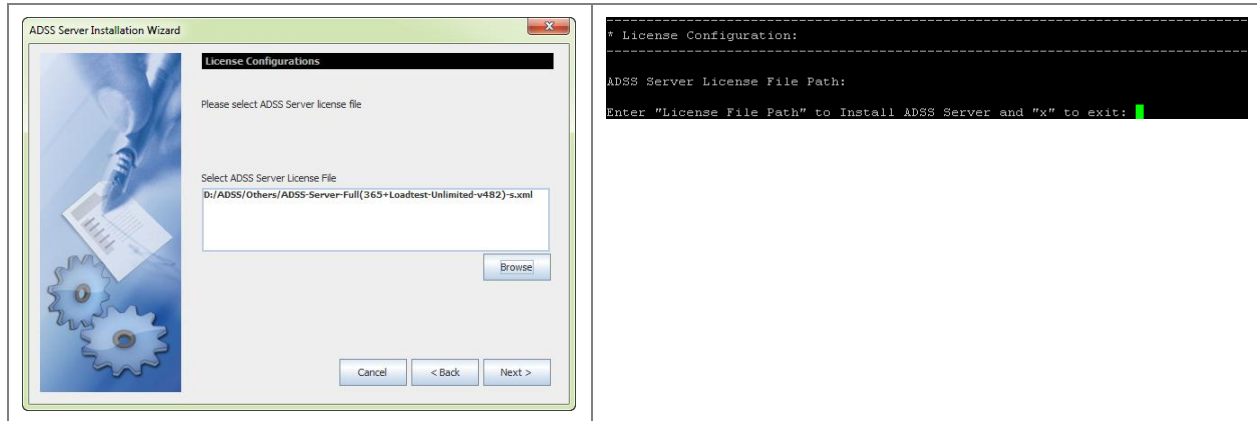 ADSS Server Installation Wizard
License Configurations
Please select ADSS Server license file
Select ADSS Server License File
D:/ADSS/Others/ADSS-Server-Full(365+Loadtest-Unlimited-v482)-s.xml
Browse
Cancel
< Back
Next >
* License Configuration:
ADSS Server License File Path:
Enter "License File Path" to Install ADSS Server and "x" to exit: